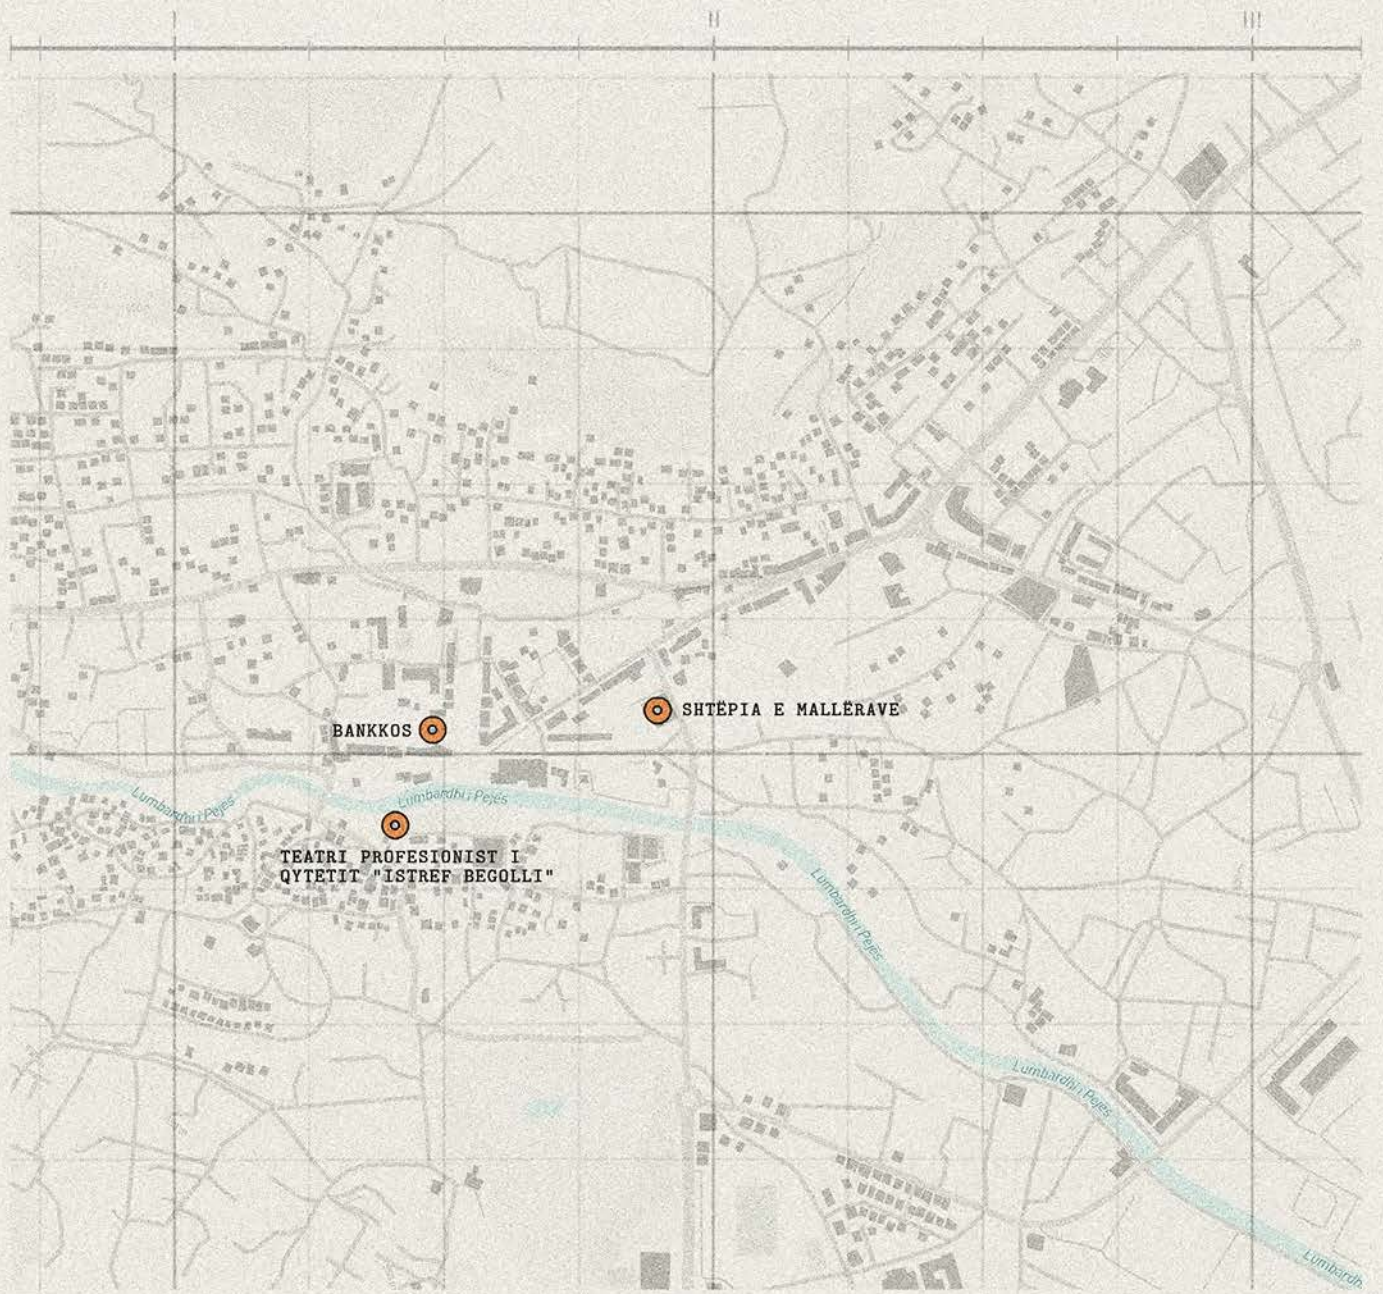 II
III
SHTËPIA E MALLËRAVE
BANKKOS
Lumbardhi i Pejës
Lumbardhi i Pejës
TEATRI PROFESIONIST I
QYTETIT "ISTREF BEGOLLI"
Lumbardhi i Pejës
Lumbardhi i Pejës
Lumbardh